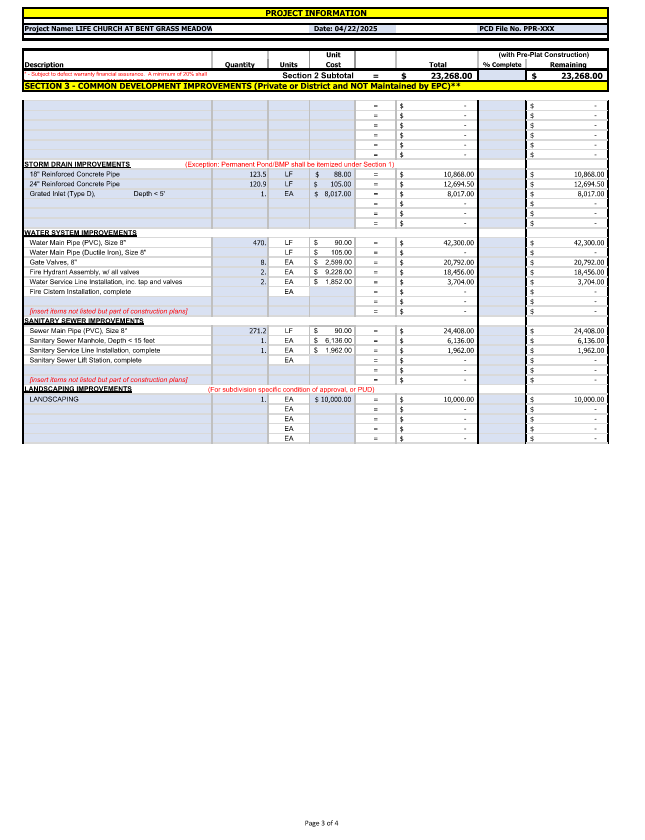 PROJECT INFORMATION
Project Name: LIFE CHURCH AT BENT GRASS MEADOW Date: 04/22/2025 PCD File No. PPR-XXX
Unit (with Pre-Plat Construction)
Description Quantity Units Cost Total % Complete Remaining
* - Subject to defect warranty financial assurance. A minimum of 20% shall
Section 2 Subtotal = $ 23,268.00 $ 23,268.00
SECTION 3 - COMMON DEVELOPMENT IMPROVEMENTS (Private or District and NOT Maintained by EPC)**
= $ - $ -
= $ - $ -
= $ - $ -
= $ - $ -
= $ - $ -
= $ - $ -
STORM DRAIN IMPROVEMENTS (Exception: Permanent Pond/BMP shall be itemized under Section 1)
18" Reinforced Concrete Pipe 123.5 LF $ 88.00 = $ 10,868.00 $ 10,868.00
24" Reinforced Concrete Pipe 120.9 LF $ 105.00 = $ 12,694.50 $ 12,694.50
Grated Inlet (Type D), Depth < 5' 1. EA $ 8,017.00 = $ 8,017.00 $ 8,017.00
= $ - $ -
= $ - $ -
= $ - $ -
WATER SYSTEM IMPROVEMENTS
Water Main Pipe (PVC), Size 8" 470. LF $ 90.00 = $ 42,300.00 $ 42,300.00
Water Main Pipe (Ductile Iron), Size 8" LF $ 105.00 = $ - $ -
Gate Valves, 8" 8. EA $ 2,599.00 = $ 20,792.00 $ 20,792.00
Fire Hydrant Assembly, w/ all valves 2. EA $ 9,228.00 = $ 18,456.00 $ 18,456.00
Water Service Line Installation, inc. tap and valves 2. EA $ 1,852.00 = $ 3,704.00 $ 3,704.00
Fire Cistern Installation, complete EA = $ - $ -
= $ - $ -
[insert items not listed but part of construction plans] = $ - $ -
SANITARY SEWER IMPROVEMENTS
Sewer Main Pipe (PVC), Size 8" 271.2 LF $ 90.00 = $ 24,408.00 $ 24,408.00
Sanitary Sewer Manhole, Depth < 15 feet 1. EA $ 6,136.00 = $ 6,136.00 $ 6,136.00
Sanitary Service Line Installation, complete 1. EA $ 1,962.00 = $ 1,962.00 $ 1,962.00
Sanitary Sewer Lift Station, complete EA = $ - $ -
= $ - $ -
[insert items not listed but part of construction plans] = $ - $ -
LANDSCAPING IMPROVEMENTS (For subdivision specific condition of approval, or PUD)
LANDSCAPING 1. EA $ 10,000.00 = $ 10,000.00 $ 10,000.00
EA = $ - $ -
EA = $ - $ -
EA = $ - $ -
EA = $ - $ -
Page 3 of 4